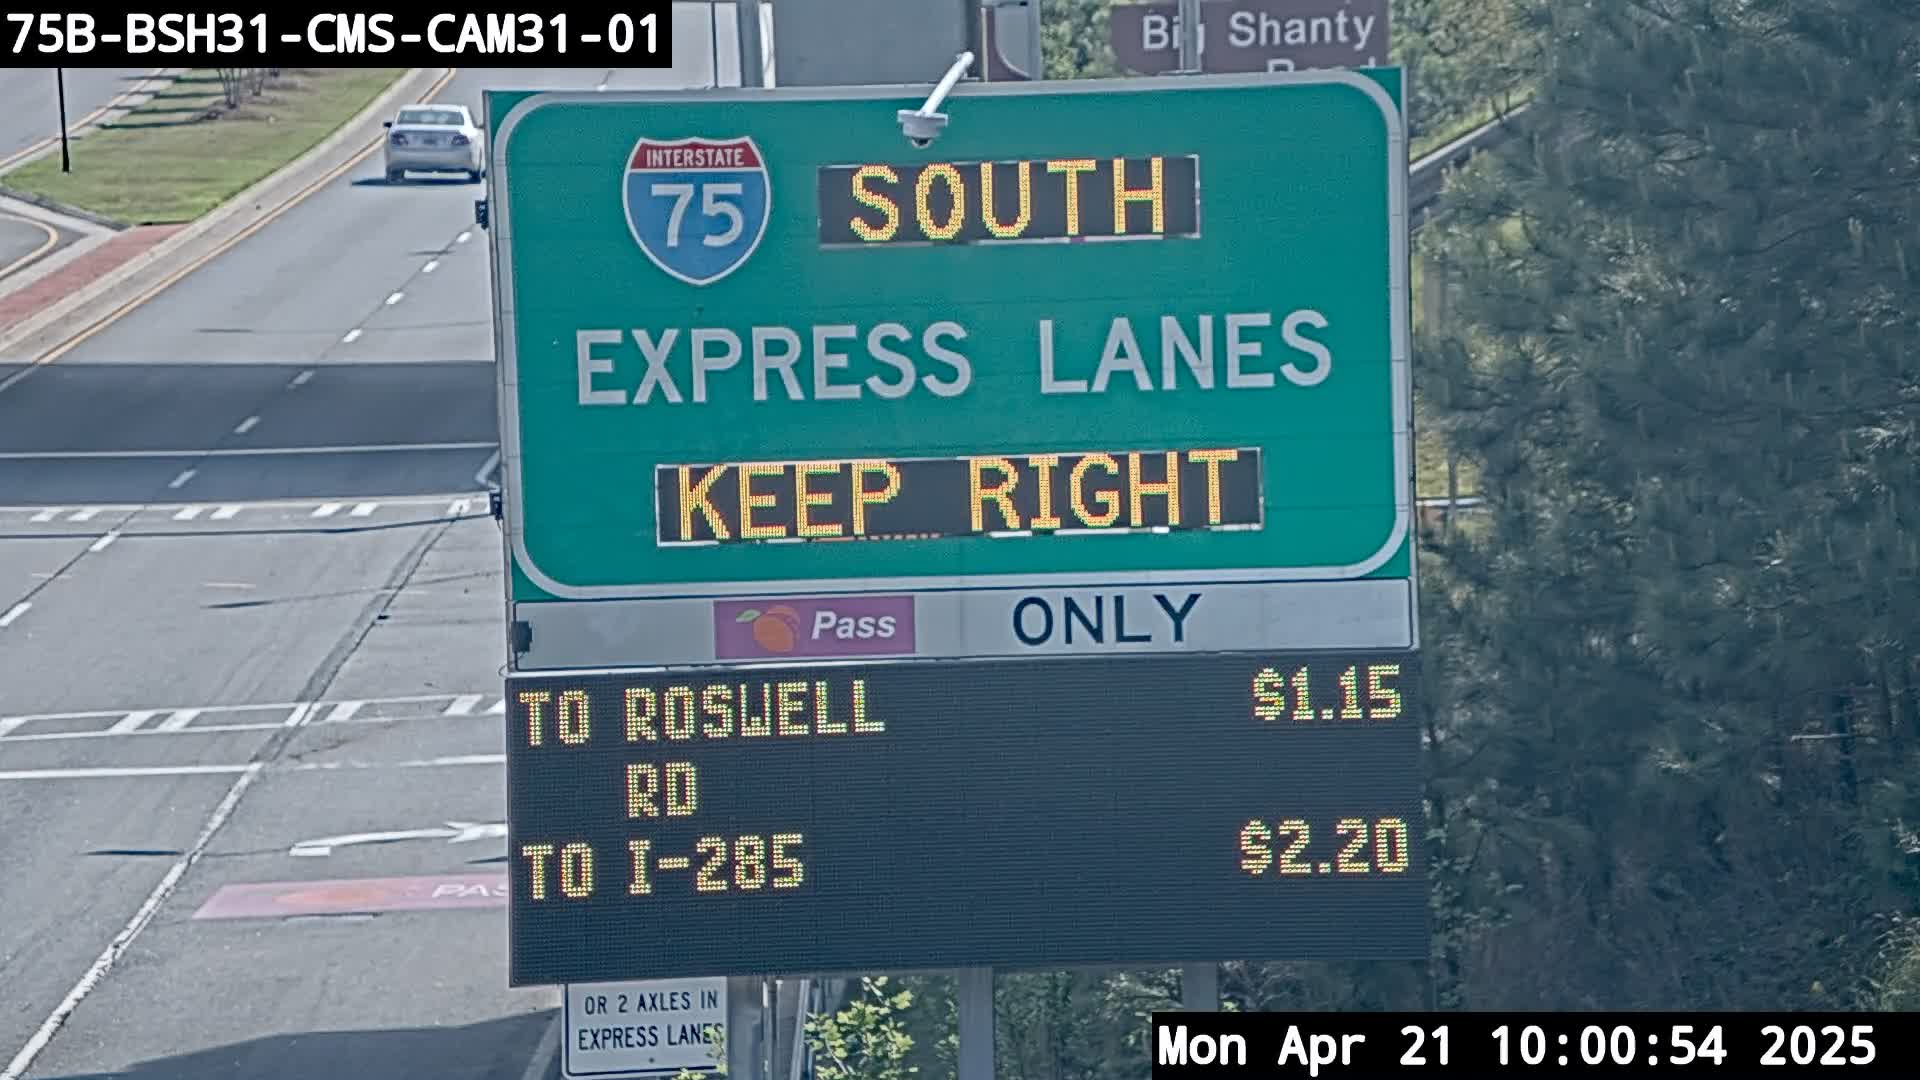 75B-BSH31-CMS-CAM31-01
Big Shanty
Road
INTERSTATE
75
SOUTH
EXPRESS LANES
KEEP RIGHT
Pass ONLY
TO ROSWELL $1.15
RD
TO I-285 $2.20
PAS
OR 2 AXLES IN
EXPRESS LANES
Mon Apr 21 10:00:54 2025